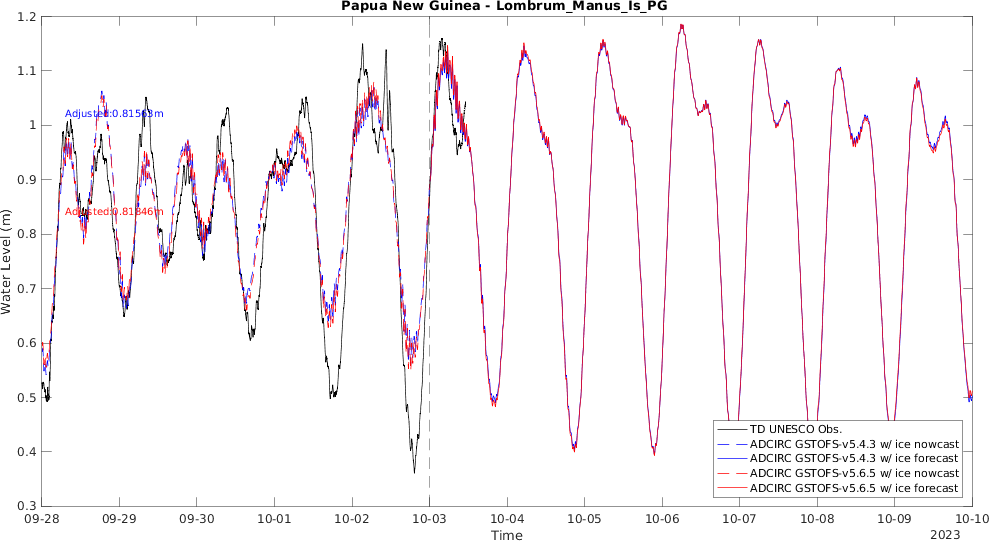 Papua New Guinea - Lombrum_Manus_Is_PG
1.2
1.1
1
0.9
0.8
0.7
0.6
0.5
0.4
0.3
Water Level (m)
Adjusted:0.81563m
Adjusted:0.81846m
TD UNESCO Obs.
ADCIRC GSTOFS-v5.4.3 w/ ice nowcast
ADCIRC GSTOFS-v5.4.3 w/ ice forecast
ADCIRC GSTOFS-v5.6.5 w/ ice nowcast
ADCIRC GSTOFS-v5.6.5 w/ ice forecast
09-28 09-29 09-30 10-01 10-02 10-03 10-04 10-05 10-06 10-07 10-08 10-09 10-10
Time
2023